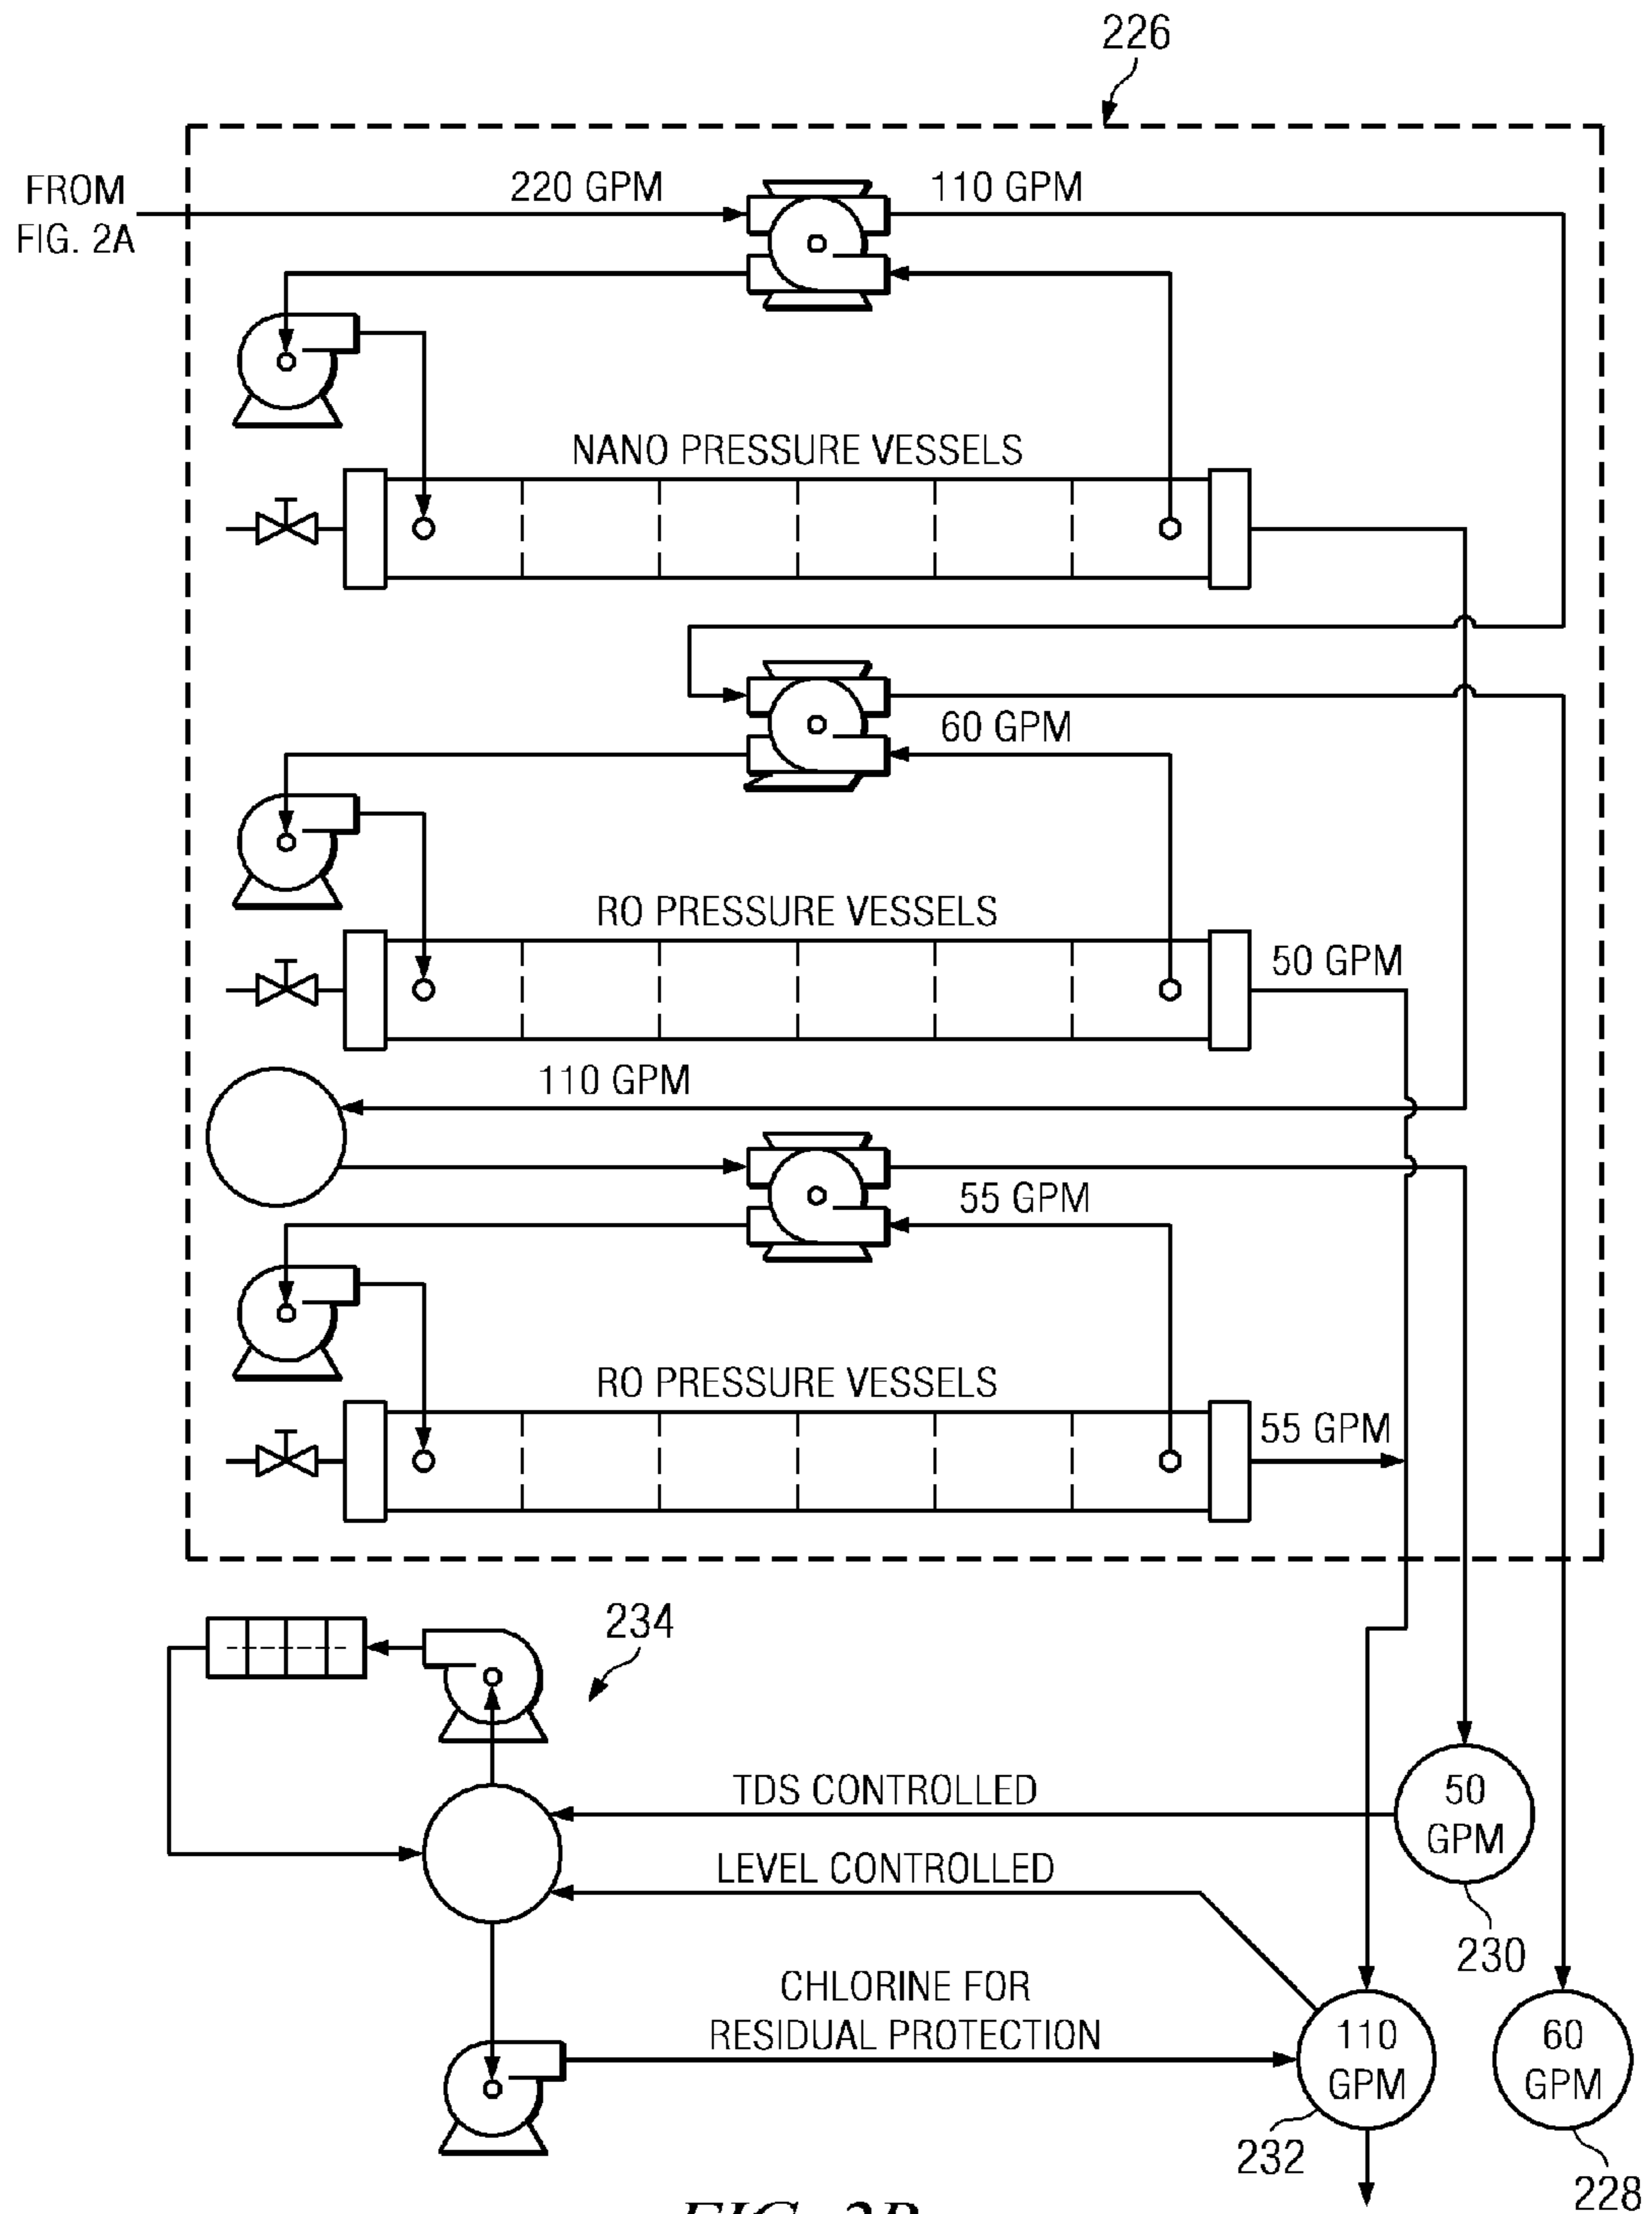 226
FROM
FIG. 2A
220 GPM
110 GPM
NANO PRESSURE VESSELS
60 GPM
RO PRESSURE VESSELS
50 GPM
110 GPM
55 GPM
RO PRESSURE VESSELS
55 GPM
234
TDS CONTROLLED
50
GPM
LEVEL CONTROLLED
230
CHLORINE FOR
RESIDUAL PROTECTION
110
GPM
60
GPM
232
228
FIG. 2B